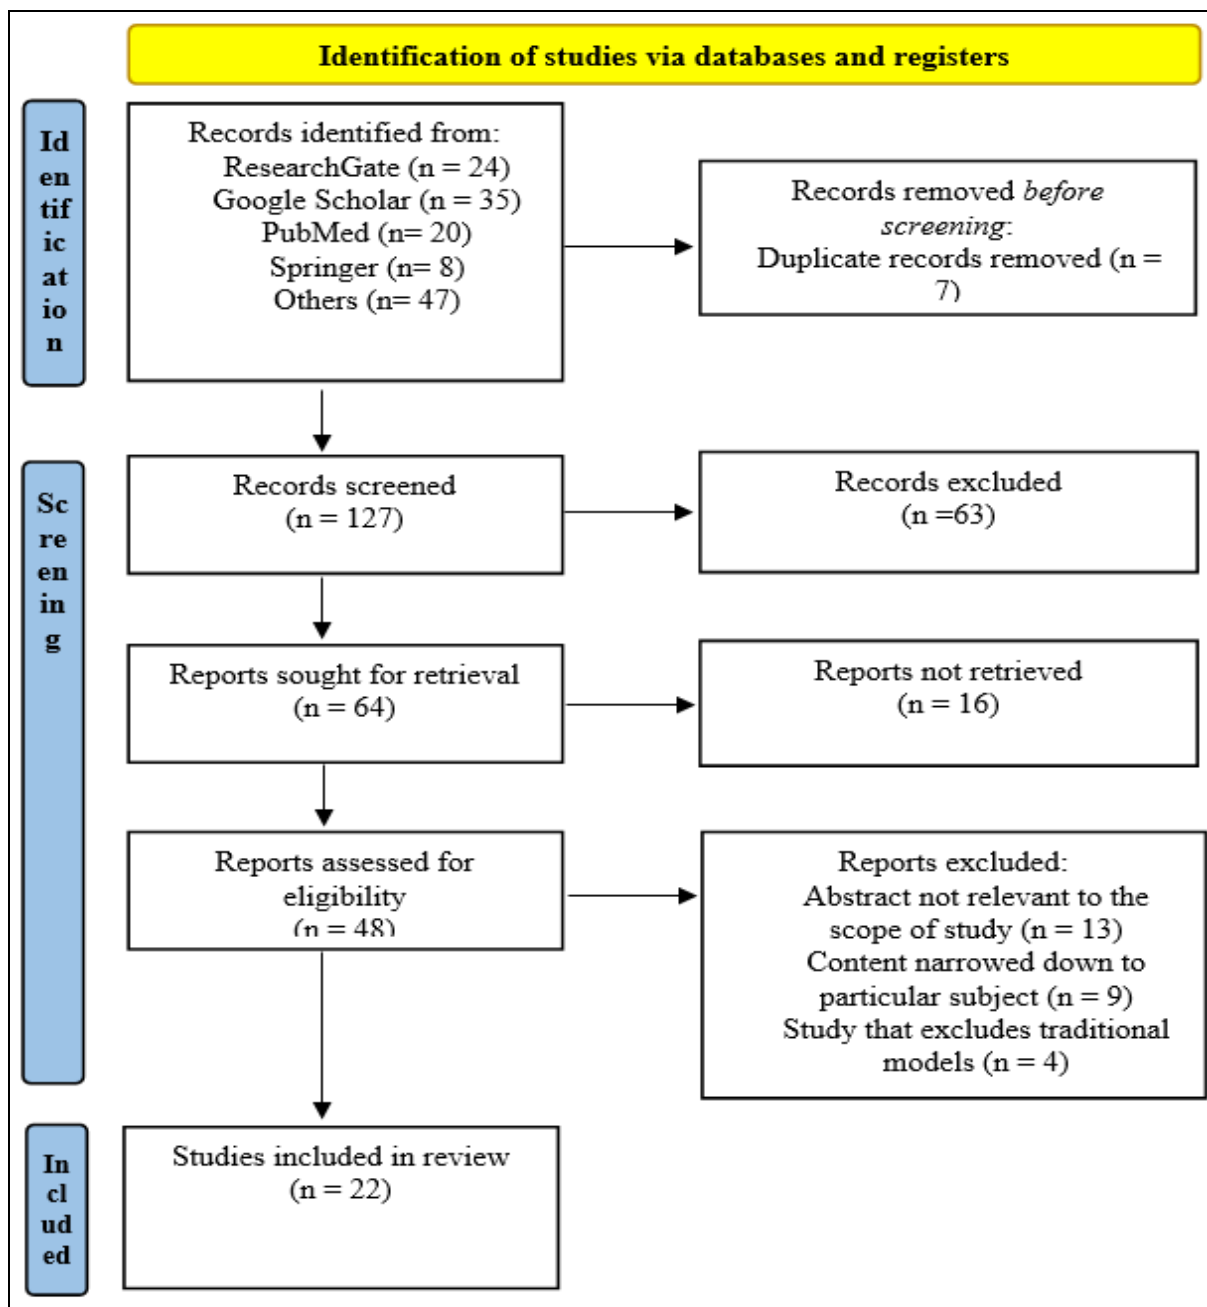 Identification of studies via databases and registers
Id
en
tif
ic
at
io
n
Records identified from:
ResearchGate (n = 24)
Google Scholar (n = 35)
PubMed (n= 20)
Springer (n= 8)
Others (n= 47)
Records removed before
screening:
Duplicate records removed (n =
7)
Sc
re
en
in
g
Records screened
(n = 127)
Records excluded
(n =63)
Reports sought for retrieval
(n = 64)
Reports not retrieved
(n = 16)
Reports assessed for
eligibility
(n = 48)
Reports excluded:
Abstract not relevant to the
scope of study (n = 13)
Content narrowed down to
particular subject (n = 9)
Study that excludes traditional
models (n = 4)
In
cl
ud
ed
Studies included in review
(n = 22)